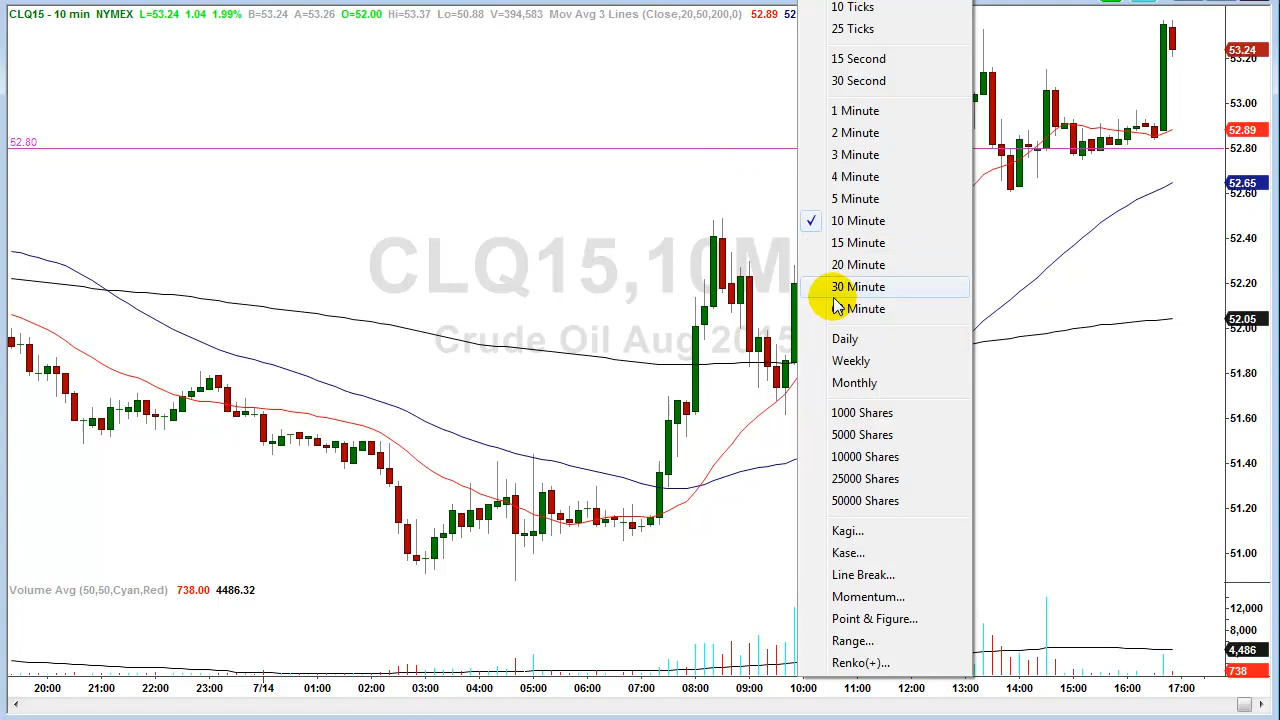 CLQ15 - 10 min NYMEX L=53.24 1.04 1.99% B=53.24 A=53.26 O=52.00 Hi=53.37 Lo=50.88 V=394,583 Mov Avg 3 Lines (Close,20,50,200,0) 52.89
10 Ticks
25 Ticks
15 Second
30 Second
1 Minute
2 Minute
3 Minute
4 Minute
5 Minute
10 Minute
15 Minute
20 Minute
30 Minute
Minute
Daily
Weekly
Monthly
1000 Shares
5000 Shares
10000 Shares
25000 Shares
50000 Shares
Kagi...
Kase...
Line Break...
Momentum...
Point & Figure...
Range...
Renko(+)...
52.80
CLQ15,10M
Crude Oil Aug 2015
53.24
53.20
53.00
52.89
52.80
52.65
52.60
52.40
52.20
52.05
52.00
51.80
51.60
51.40
51.20
51.00
Volume Avg (50,50,Cyan,Red) 738.00 4486.32
12,000
8,000
4,486
738
20:00 21:00 22:00 23:00 7/14 01:00 02:00 03:00 04:00 05:00 06:00 07:00 08:00 09:00 10:00 11:00 12:00 13:00 14:00 15:00 16:00 17:00